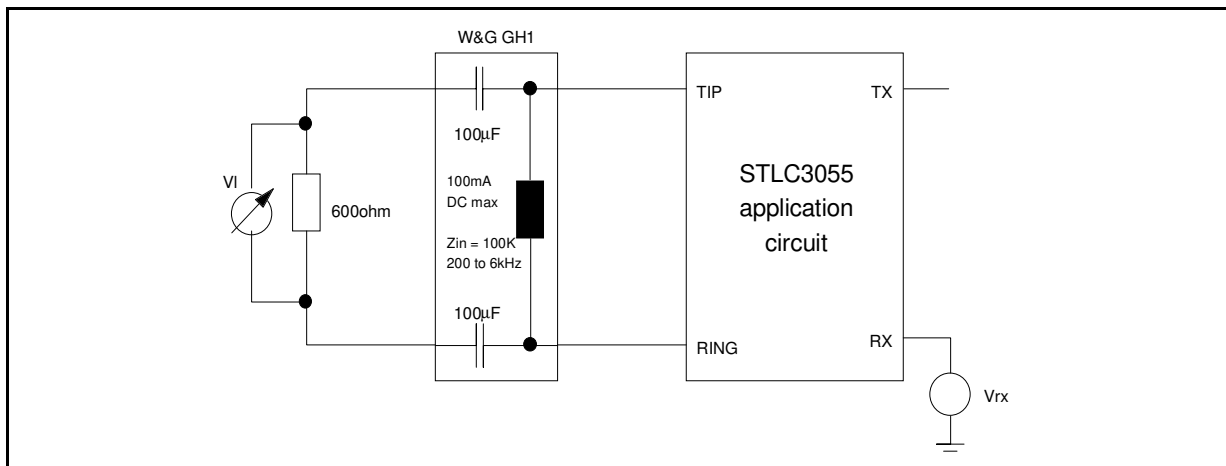 W&G GH1
TIP
TX
100μF
VI
600ohm
100mA
DC max
Zin = 100K
200 to 6kHz
STLC3055
application
circuit
100μF
RING
RX
Vrx